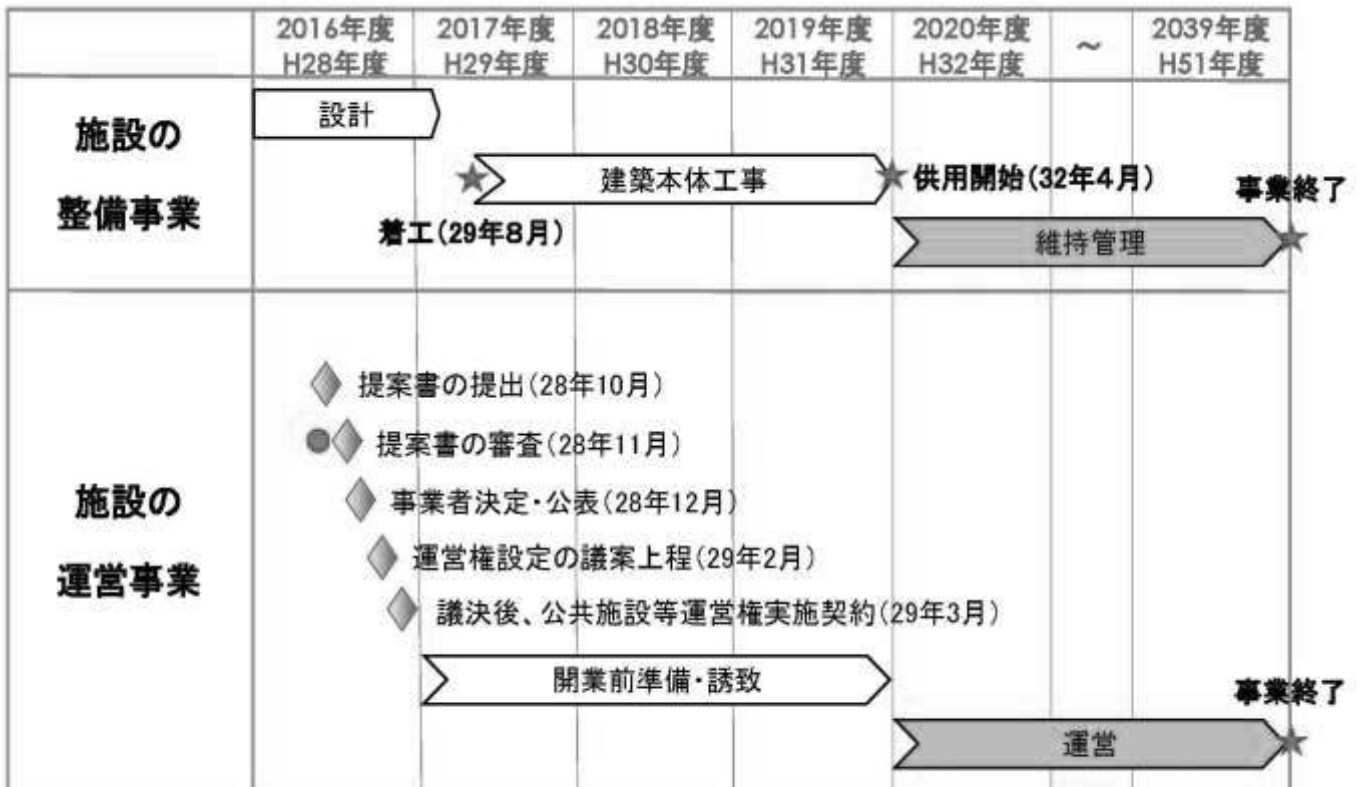 2016年度 2017年度 2018年度 2019年度 2020年度 ～ 2039年度
H28年度 H29年度 H30年度 H31年度 H32年度 H51年度
施設の
整備事業
設計
建築本体工事
供用開始(32年4月)
着工(29年8月)
事業終了
維持管理
施設の
運営事業
提案書の提出(28年10月)
提案書の審査(28年11月)
事業者決定・公表(28年12月)
運営権設定の議案上程(29年2月)
議決後、公共施設等運営権実施契約(29年3月)
開業前準備・誘致
事業終了
運営